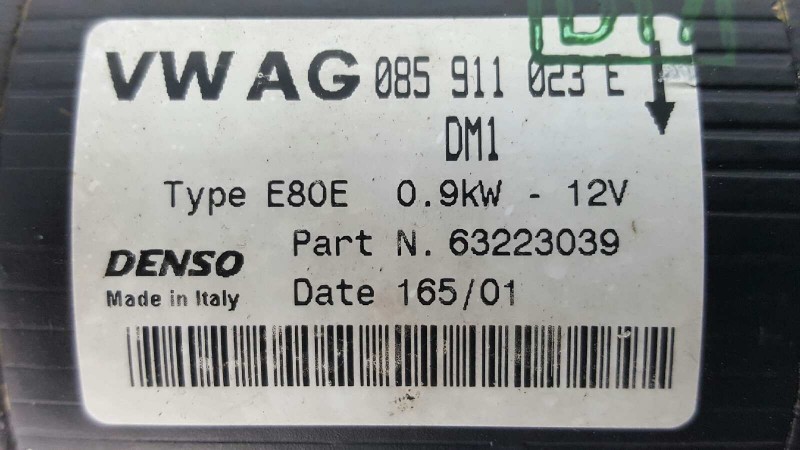 VW AG 085 911 023 E
DM1
Type E80E 0.9KW - 12V
Part N. 63223039
DENSO
Made in Italy
Date 165/01